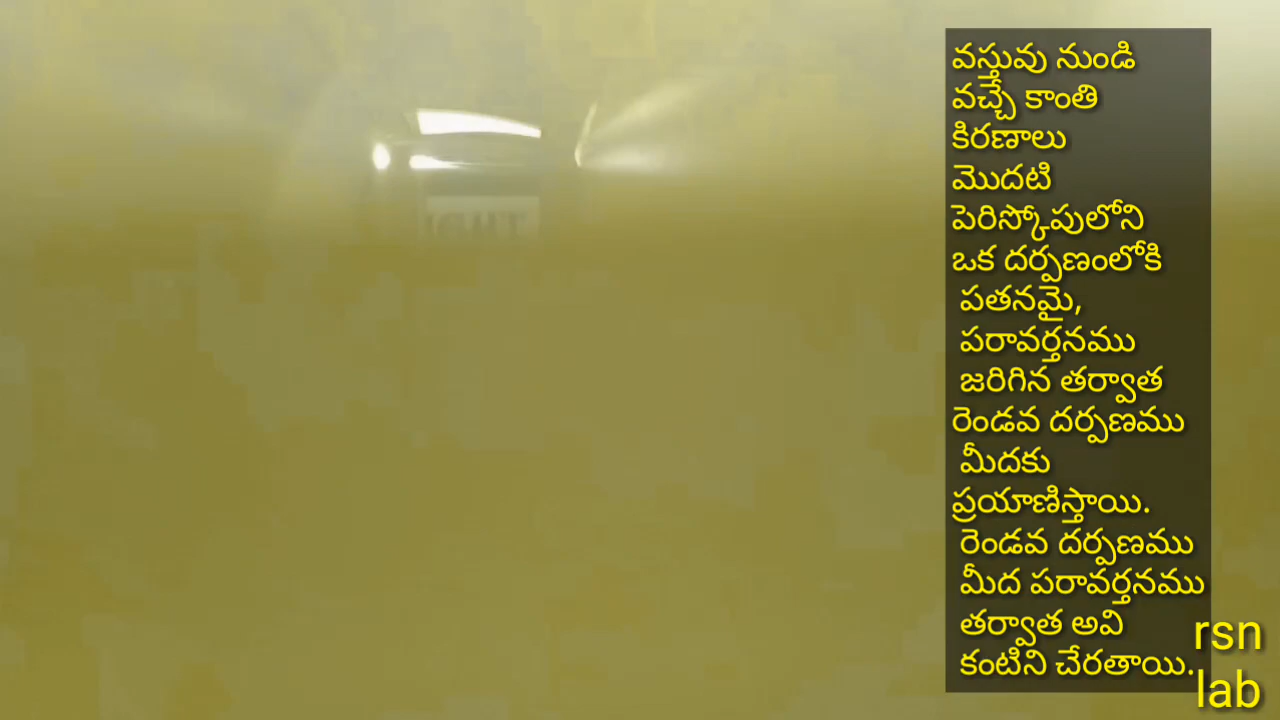 వస్తువు నుండి
వచ్చే కాంతి
కిరణాలు
మొదటి
పెరిస్కోపులోని
ఒక దర్పణంలోకి
పతనమై,
పరావర్తనము
జరిగిన తర్వాత
రెండవ దర్పణము
మీదకు
ప్రయాణిస్తాయి.
రెండవ దర్పణము
మీద పరావర్తనము
తర్వాత అవి
కంటిని చేరతాయి.
rsn
lab